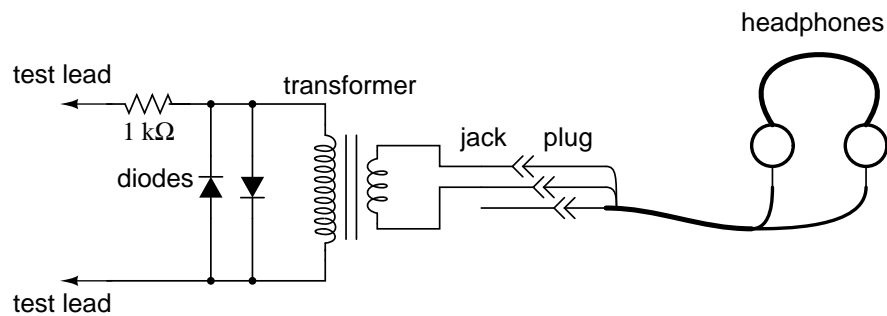 headphones
test lead
transformer
1 kΩ
jack plug
diodes
test lead